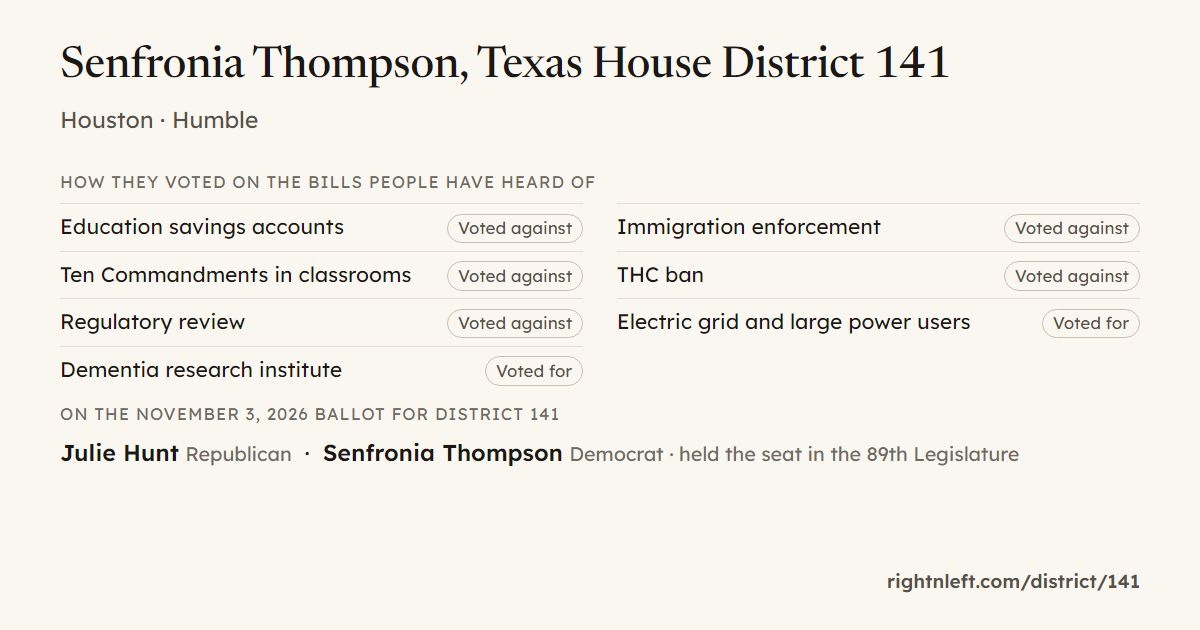 Senfronia Thompson, Texas House District 141
Houston · Humble
HOW THEY VOTED ON THE BILLS PEOPLE HAVE HEARD OF
Education savings accounts Voted against
Immigration enforcement Voted against
Ten Commandments in classrooms Voted against
THC ban Voted against
Regulatory review Voted against
Electric grid and large power users Voted for
Dementia research institute Voted for
ON THE NOVEMBER 3, 2026 BALLOT FOR DISTRICT 141
Julie Hunt Republican · Senfronia Thompson Democrat · held the seat in the 89th Legislature
rightnleft.com/district/141